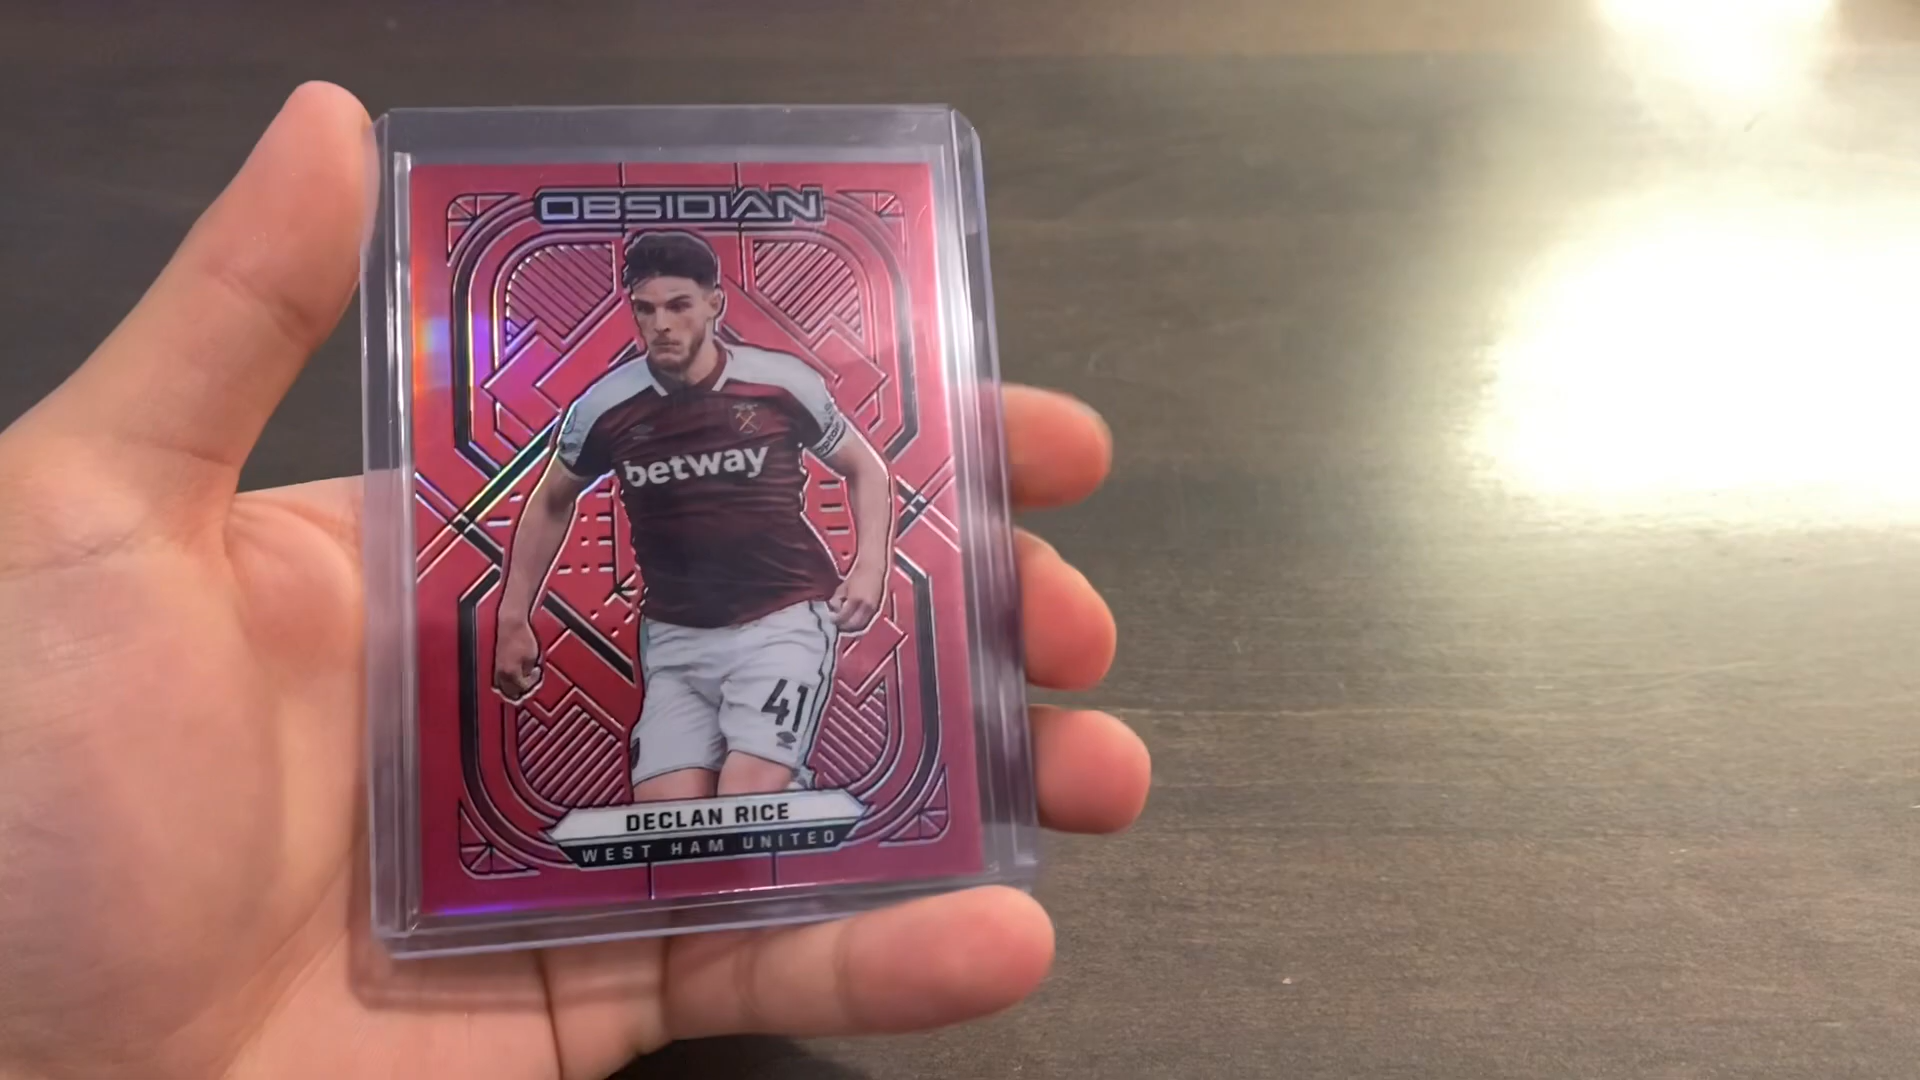 OBSIDIAN
betway
41
DECLAN RICE
WEST HAM UNITED